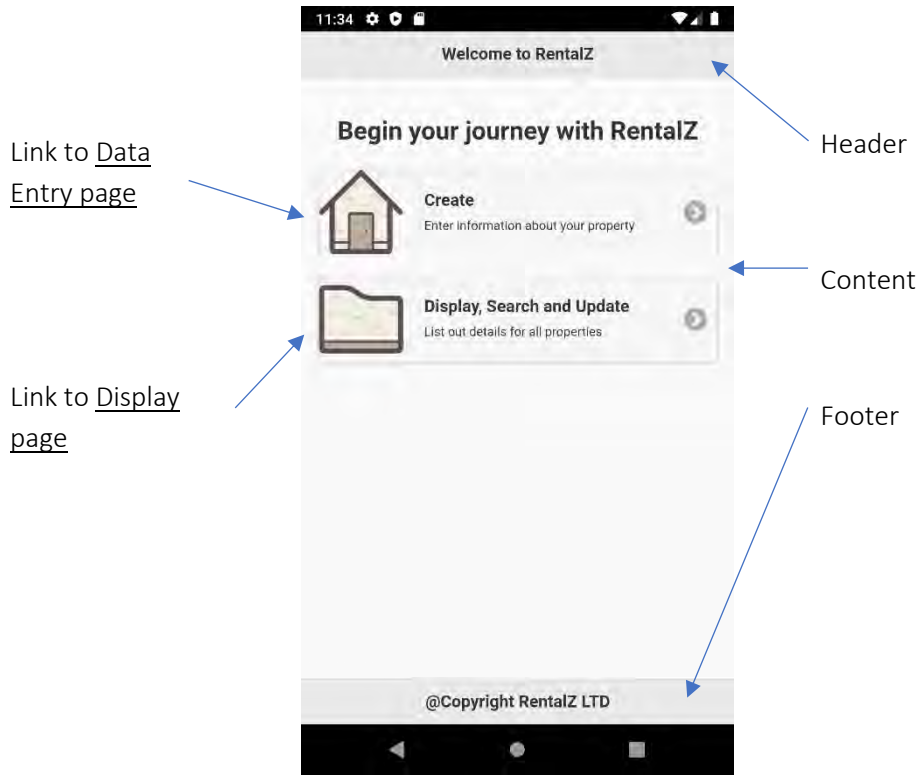 11:34
Welcome to RentalZ
Begin your journey with RentalZ
Link to Data
Entry page
Header
Create
Enter information about your property
Content
Display, Search and Update
List out details for all properties
Link to Display
page
Footer
@Copyright RentalZ LTD